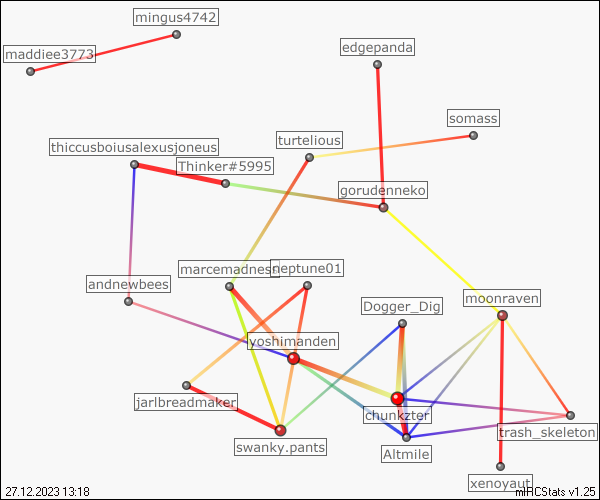 mingus4742
maddiee3773
edgepanda
somass
turtelious
thiccusboiusalexusjoneus
Thinker#5995
gorudenneko
marcemadness
neptune01
andnewbees
Dogger_Dig
moonraven
yoshimanden
jarlbreadmaker
chunkzter
trash_skeleton
swanky.pants
Altmile
xenoyaut
27.12.2023 13:18
mIRCStats v1.25